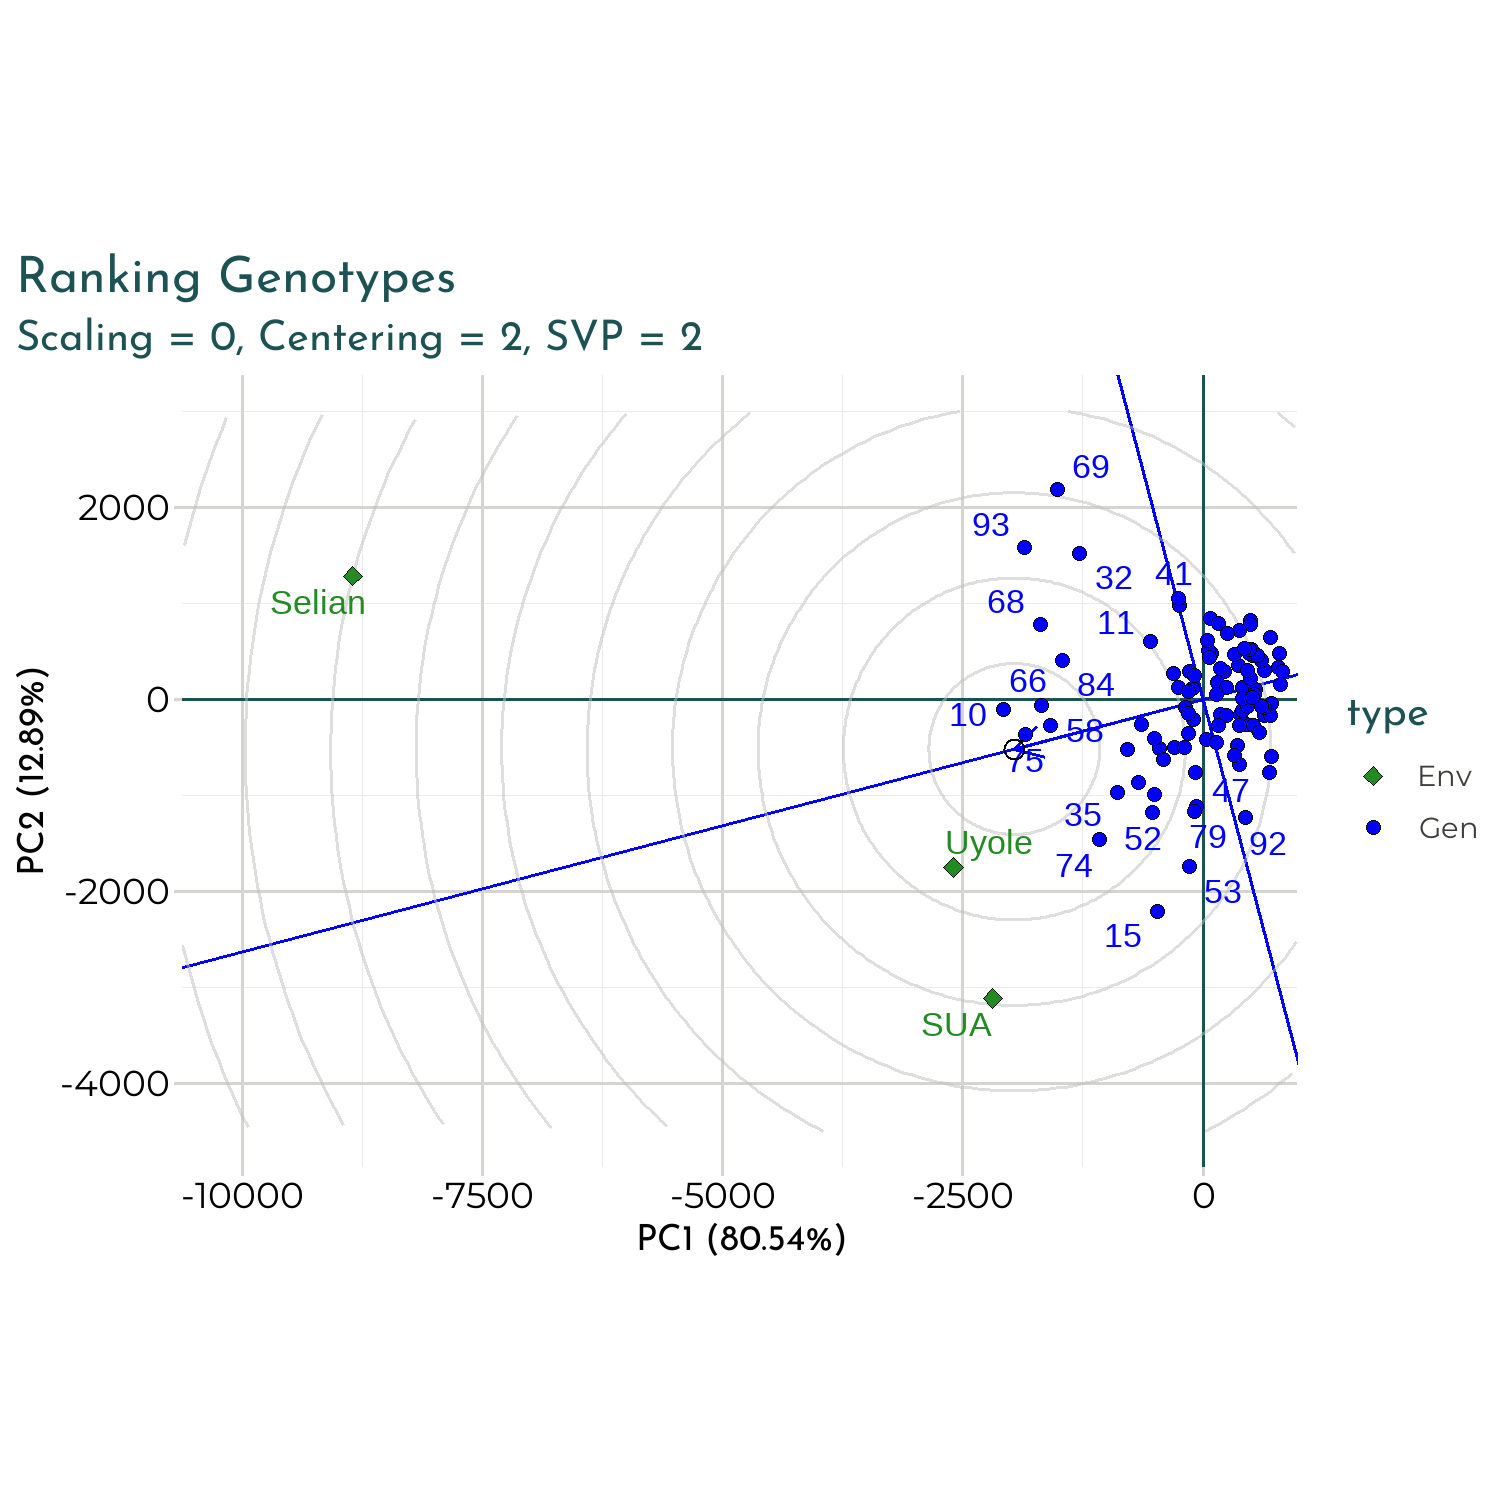 Ranking Genotypes
Scaling = 0, Centering = 2, SVP = 2
69
93
32
41
68
11
66
84
10
58
75
47
35
52
79
92
74
53
15
Selian
Uyole
SUA
2000
0
-2000
-4000
PC2 (12.89%)
-10000
-7500
-5000
-2500
0
PC1 (80.54%)
type
Env
Gen